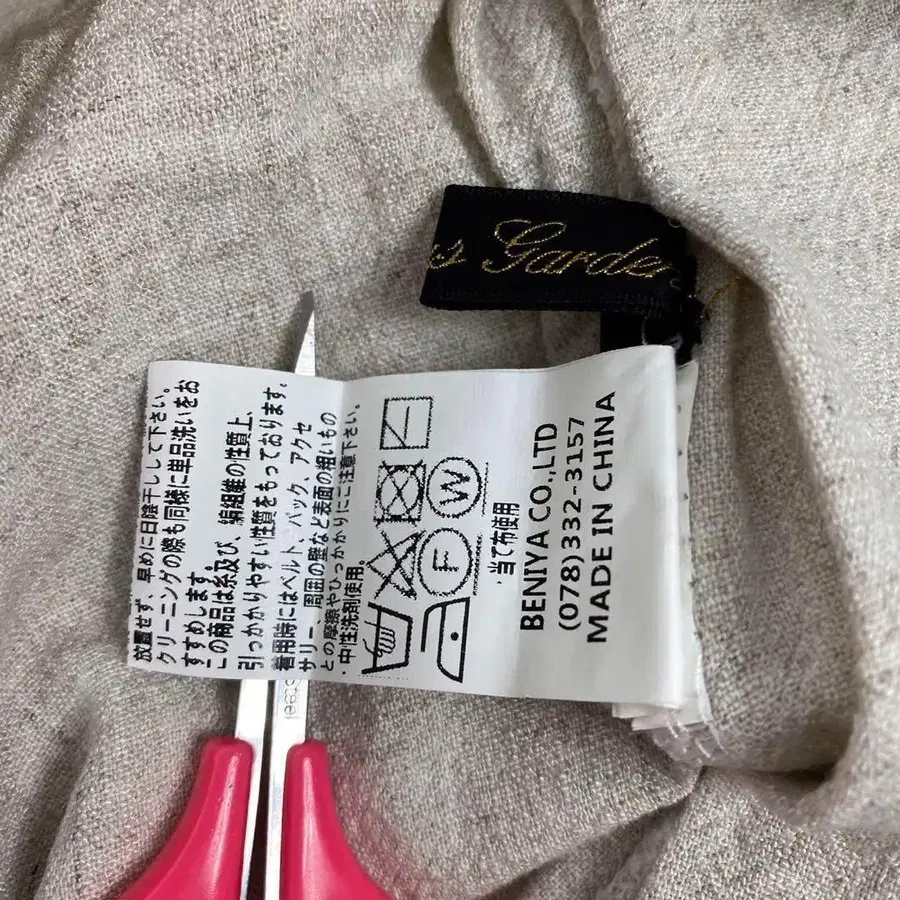 s Garden
放置せず、早めに日陰干しして下さい。
クリーニングの際も同様に単品洗いをお
すすめします。
この商品は糸及び、編組織の性質上、
引っかかりやすい性質をもっております。
着用時にはベルト、バック、アクセ
サリー、周囲の壁など表面の粗いもの
との摩擦やひっかかりにご注意下さい。
・中性洗剤使用。
W
F
・当て布使用
BENIYA CO.,LTD
(078)332-3157
MADE IN CHINA